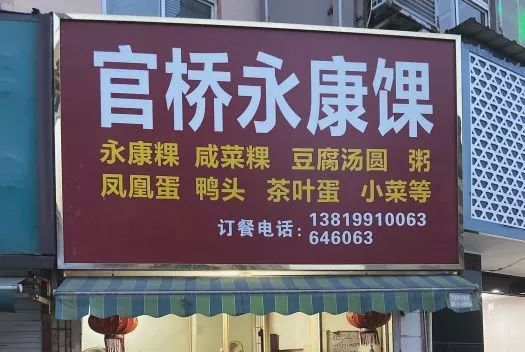 官桥永康馃
永康粿 咸菜粿 豆腐汤圆 粥
凤凰蛋 鸭头 茶叶蛋 小菜等
订餐电话: 13819910063
646063